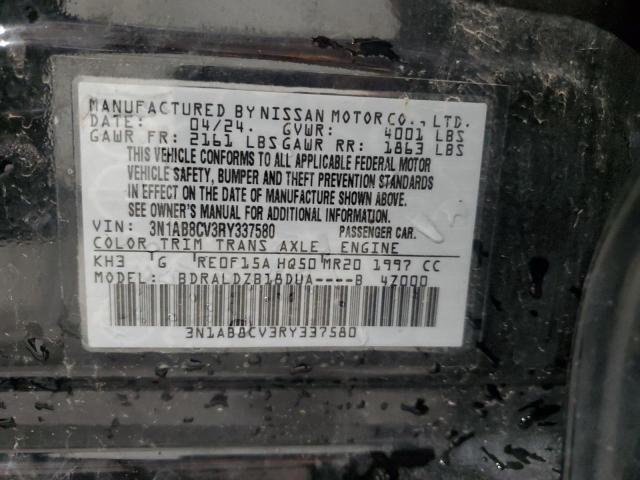 MANUFACTURED BY NISSAN MOTOR CO., LTD.
DATE: 04/24. GVWR: 4001 LBS
GAWR FR: 2161 LBS GAWR RR: 1863 LBS
THIS VEHICLE CONFORMS TO ALL APPLICABLE FEDERAL MOTOR
VEHICLE SAFETY, BUMPER AND THEFT PREVENTION STANDARDS
IN EFFECT ON THE DATE OF MANUFACTURE SHOWN ABOVE.
SEE OWNER'S MANUAL FOR ADDITIONAL INFORMATION.
VIN: 3N1AB8CV3RY337580 PASSENGER CAR.
COLOR TRIM TRANS AXLE ENGINE
KH3 G RE0F15A HQ50 MR20 1997 CC
MODEL: BDRALDZB18DUA----B 4Z000
3N1AB8CV3RY337580